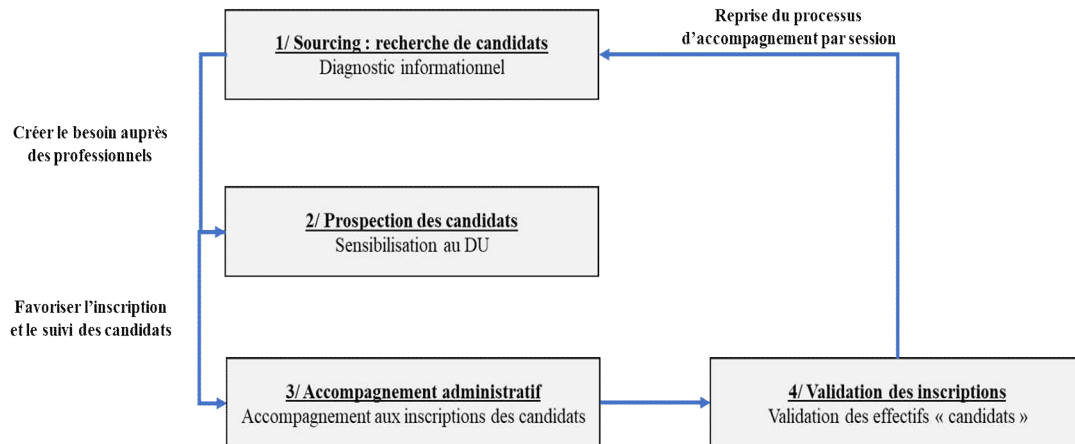 Reprise du processus
d’accompagnement par session
1/ Sourcing : recherche de candidats
Diagnostic informationnel
Créer le besoin auprès
des professionnels
2/ Prospection des candidats
Sensibilisation au DU
Favoriser l’inscription
et le suivi des candidats
3/ Accompagnement administratif
Accompagnement aux inscriptions des candidats
4/ Validation des inscriptions
Validation des effectifs « candidats »